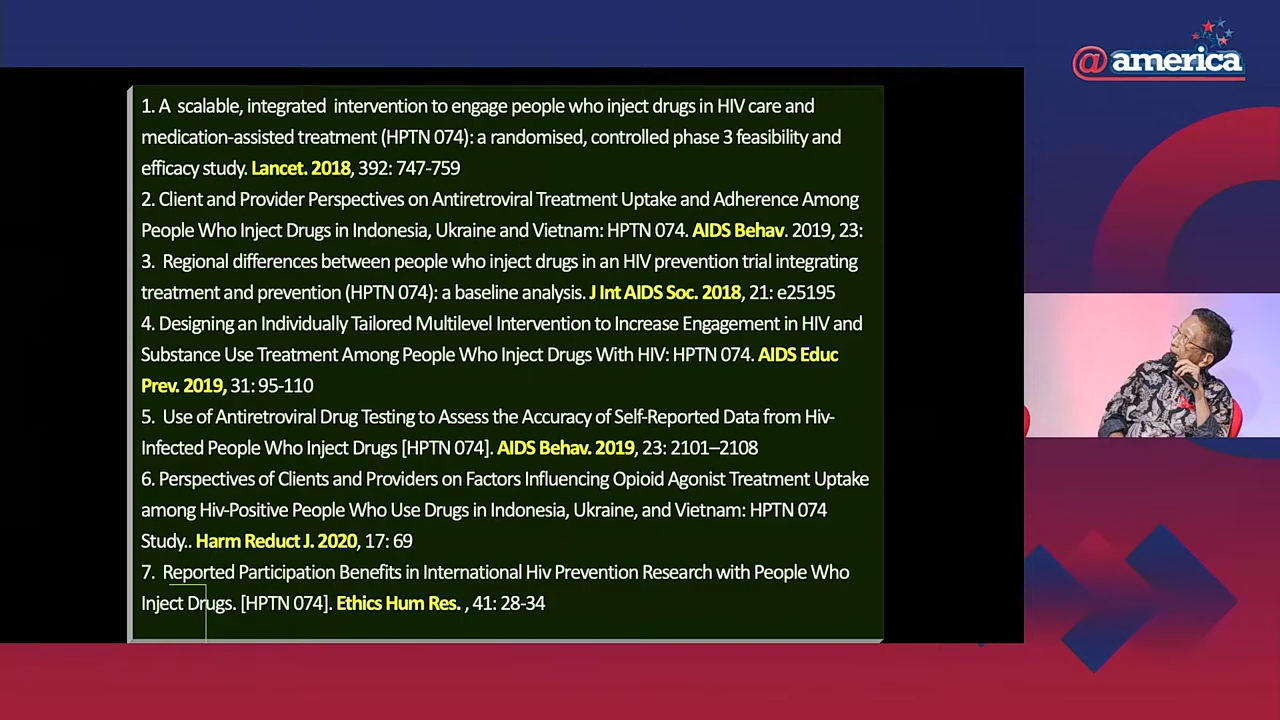 @america
1. A scalable, integrated intervention to engage people who inject drugs in HIV care and
medication-assisted treatment (HPTN 074): a randomised, controlled phase 3 feasibility and
efficacy study. Lancet. 2018, 392: 747-759
2. Client and Provider Perspectives on Antiretroviral Treatment Uptake and Adherence Among
People Who Inject Drugs in Indonesia, Ukraine and Vietnam: HPTN 074. AIDS Behav. 2019, 23:
3. Regional differences between people who inject drugs in an HIV prevention trial integrating
treatment and prevention (HPTN 074): a baseline analysis. J Int AIDS Soc. 2018, 21: e25195
4. Designing an Individually Tailored Multilevel Intervention to Increase Engagement in HIV and
Substance Use Treatment Among People Who Inject Drugs With HIV: HPTN 074. AIDS Educ
Prev. 2019, 31: 95-110
5. Use of Antiretroviral Drug Testing to Assess the Accuracy of Self-Reported Data from Hiv-
Infected People Who Inject Drugs [HPTN 074]. AIDS Behav. 2019, 23: 2101–2108
6. Perspectives of Clients and Providers on Factors Influencing Opioid Agonist Treatment Uptake
among Hiv-Positive People Who Use Drugs in Indonesia, Ukraine, and Vietnam: HPTN 074
Study.. Harm Reduct J. 2020, 17: 69
7. Reported Participation Benefits in International Hiv Prevention Research with People Who
Inject Drugs. [HPTN 074]. Ethics Hum Res. , 41: 28-34